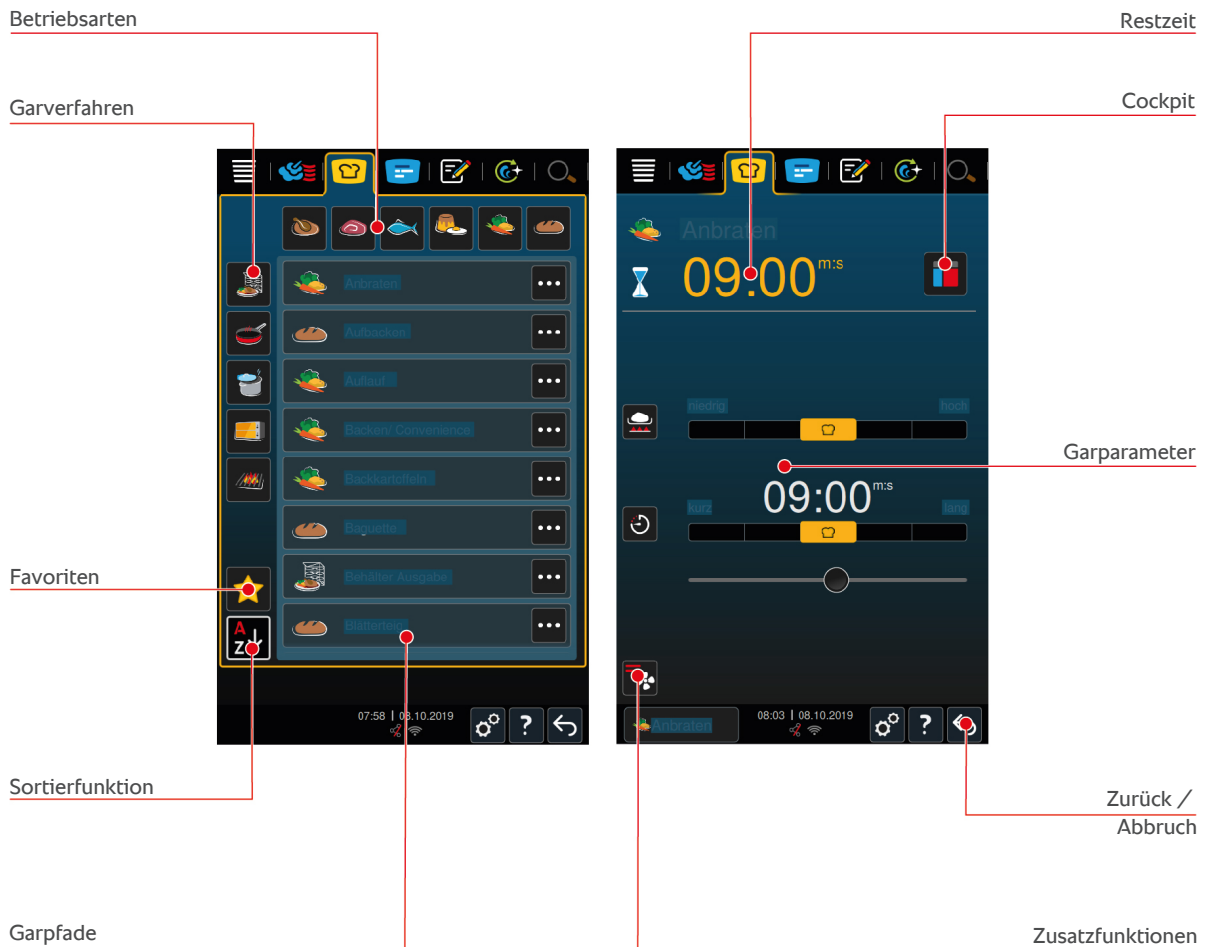 Betriebsarten
Restzeit
Garverfahren
Cockpit
Anbraten
09:00 m:s
Anbraten
Aufbacken
Auflauf
niedrig
hoch
Backen/ Convenience
Garparameter
Backkartoffeln
09:00 m:s
kurz
lang
Baguette
Favoriten
Behälter Ausgabe
A
Z
Blätterteig
07:58 | 08.10.2019
?
Anbraten
08:03 | 08.10.2019
?
Sortierfunktion
Zurück /
Abbruch
Garpfade
Zusatzfunktionen